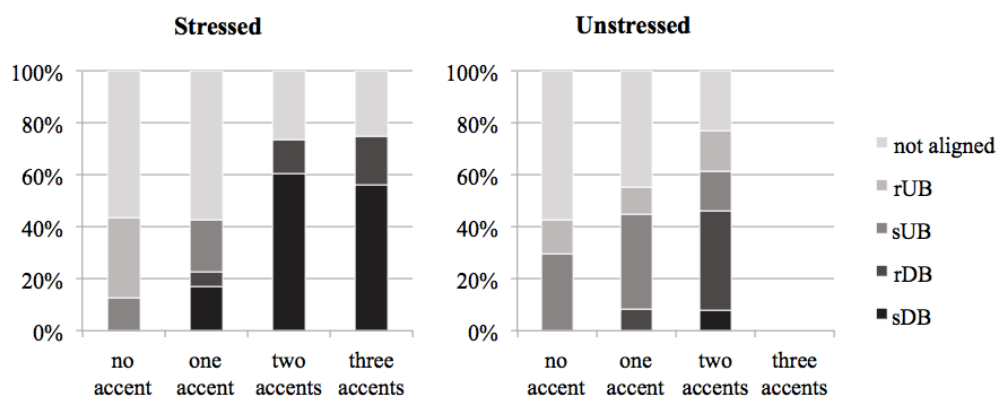 Stressed
100%
80%
60%
40%
20%
0%
no accent
one accent
two accents
three accents
Unstressed
100%
80%
60%
40%
20%
0%
no accent
one accent
two accents
three accents
not aligned
rUB
sUB
rDB
sDB